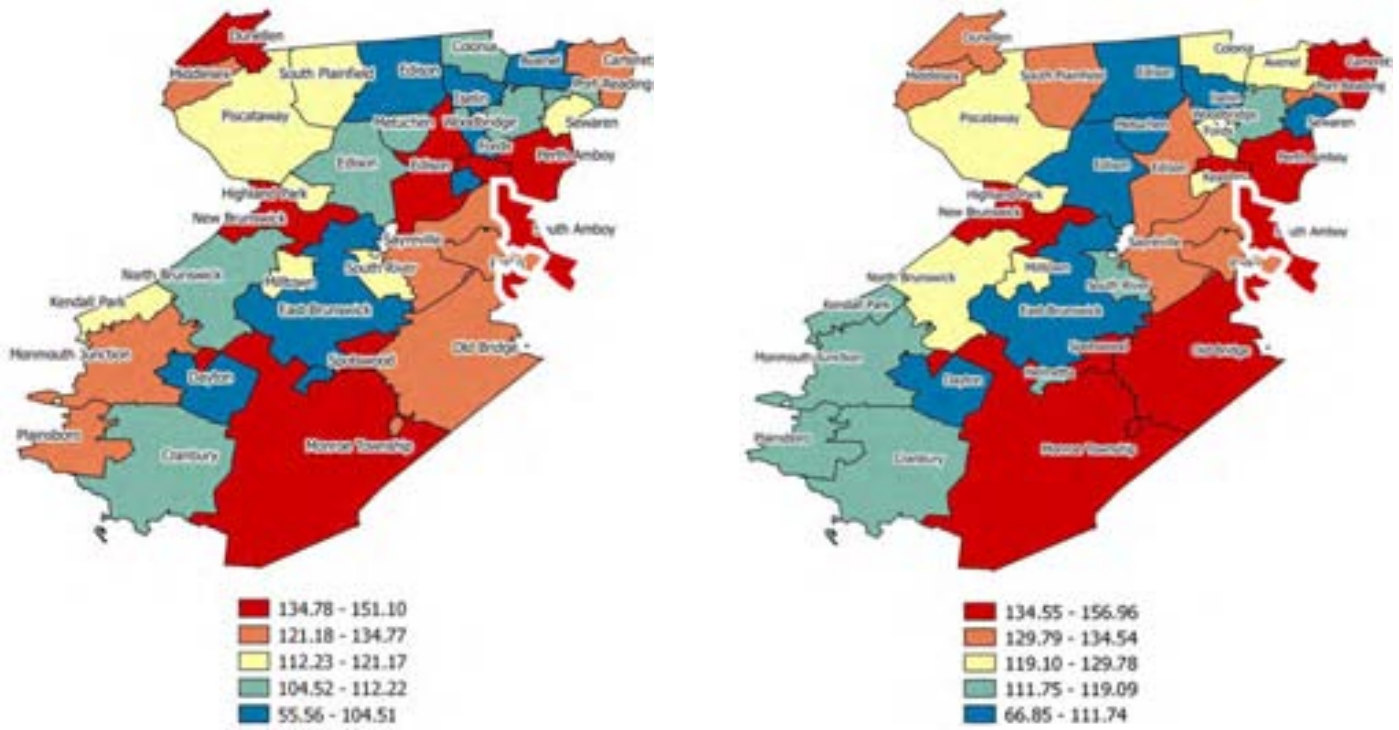 Dunellen
Colonia
Avenel
Carteret
Middlesex
South Plainfield
Edison
Iselin
Port Reading
Piscataway
Metuchen
Woodbridge
Sewaren
Fords
Edison
Edison
Perth Amboy
Highland Park
New Brunswick
Sayreville
uth Amboy
North Brunswick
Milltown
South River
Kendall Park
East Brunswick
Monmouth Junction
Old Bridge
Spotswood
Dayton
Plainsboro
Cranbury
Monroe Township
134.78 - 151.10
121.18 - 134.77
112.23 - 121.17
104.52 - 112.22
55.56 - 104.51
Dunellen
Colonia
Avenel
Carteret
Middlesex
South Plainfield
Edison
Iselin
Port Reading
Piscataway
Metuchen
Woodbridge
Sewaren
Fords
Edison
Edison
Keasbey
Perth Amboy
Highland Park
New Brunswick
Sayreville
uth Amboy
North Brunswick
Milltown
South River
Kendall Park
East Brunswick
Monmouth Junction
Spotswood
Old Bridge
Helmetta
Dayton
Plainsboro
Cranbury
Monroe Township
134.55 - 156.96
129.79 - 134.54
119.10 - 129.78
111.75 - 119.09
66.85 - 111.74